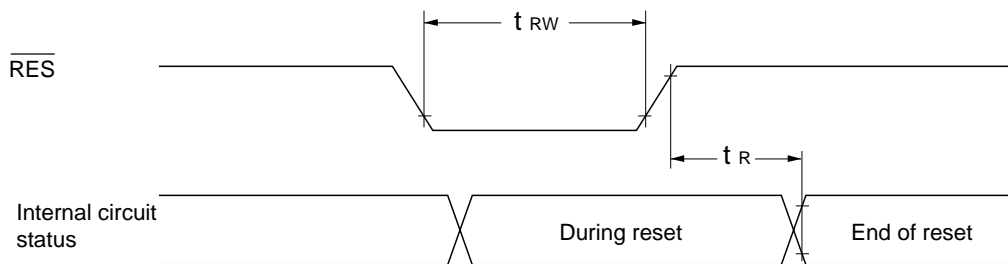 t RW
RES
t R
Internal circuit
status
During reset
End of reset